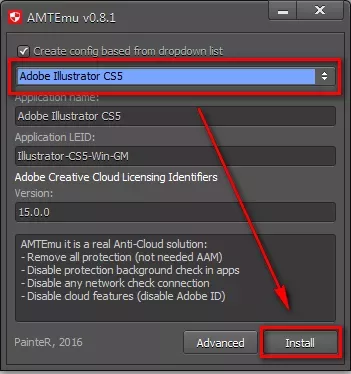 AMTEmu v0.8.1
Create config based from dropdown list
Adobe Illustrator CS5
Application name:
Adobe Illustrator CS5
Application LEID:
Illustrator-CS5-Win-GM
Adobe Creative Cloud Licensing Identifiers
Version:
15.0.0
AMTEmu it is a real Anti-Cloud solution:
- Remove all protection (not needed AAM)
- Disable protection background check in apps
- Disable any network check connection
- Disable cloud features (disable Adobe ID)
PainteR, 2016
Advanced
Install